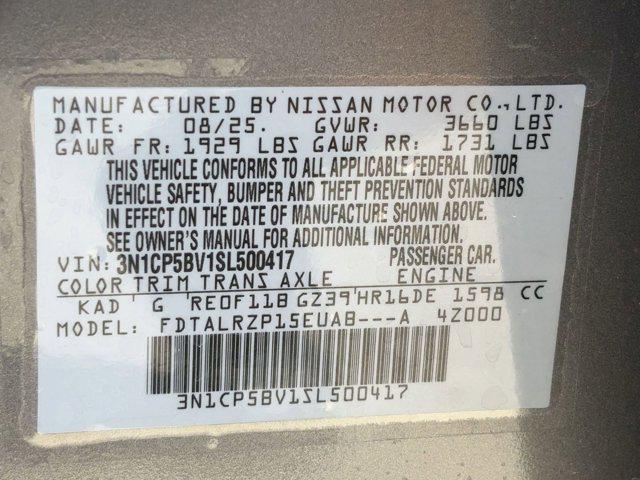 MANUFACTURED BY NISSAN MOTOR CO.,LTD.
DATE: 08/25. GVWR: 3660 LBS
GAWR FR: 1929 LBS GAWR RR: 1731 LBS
THIS VEHICLE CONFORMS TO ALL APPLICABLE FEDERAL MOTOR
VEHICLE SAFETY, BUMPER AND THEFT PREVENTION STANDARDS
IN EFFECT ON THE DATE OF MANUFACTURE SHOWN ABOVE.
SEE OWNER'S MANUAL FOR ADDITIONAL INFORMATION.
VIN: 3N1CP5BV1SL500417 PASSENGER CAR.
COLOR TRIM TRANS AXLE ENGINE
KAD G RE0F11B GZ39 HR16DE 1598 CC
MODEL: FDTALRZP15EUAB---A 4Z000
3N1CP5BV1SL500417